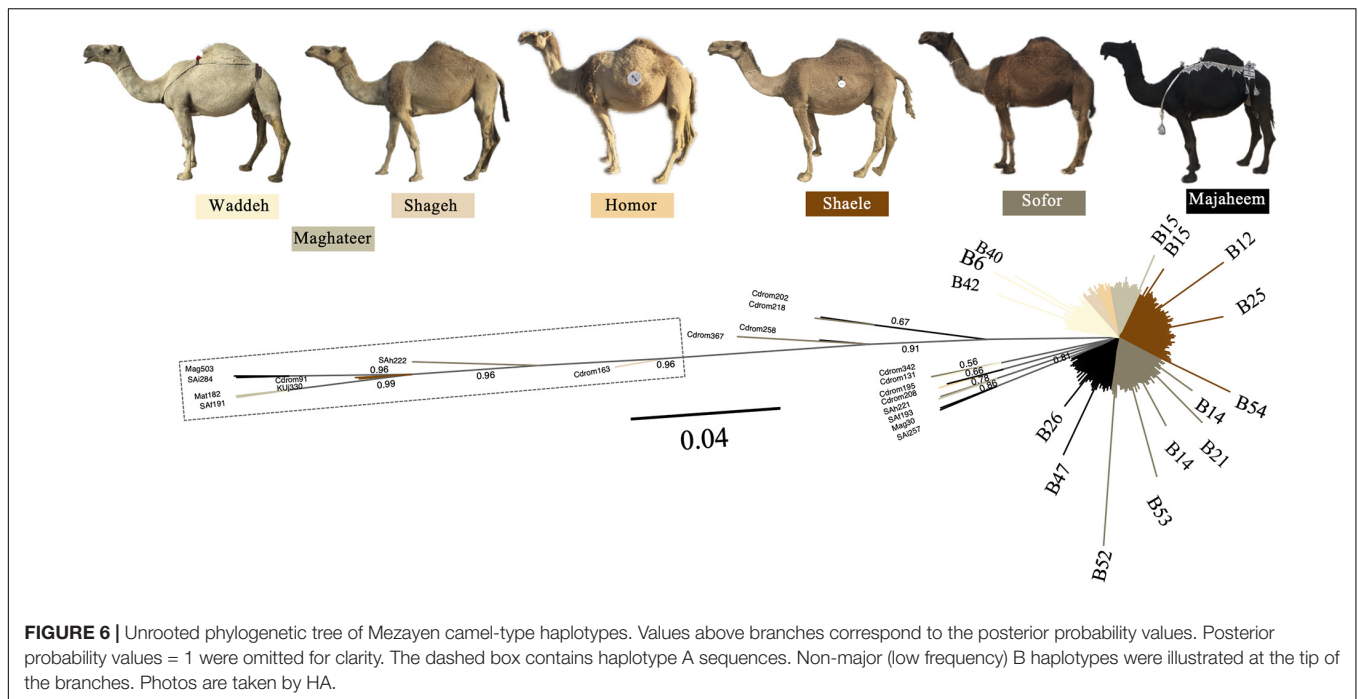 Waddeh
Shageh
Homor
Shaele
Sofor
Majaheem
Maghateer
B40
B6
B42
B15
B15
B12
B25
B54
B14
B21
B14
B53
B52
B47
B26
Cdrom202
Cdrom218
0.67
Cdrom367
Cdrom258
0.91
SAh222
Mag503
SAi284
Cdrom91
KUj330
Mat182
SAf191
0.96
0.99
0.96
Cdrom163
0.96
Cdrom342
Cdrom131
Cdrom195
Cdrom208
SAh221
SAf193
Mag30
SAi257
0.56
0.66
0.78
0.86
0.81
0.04
FIGURE 6 | Unrooted phylogenetic tree of Mezayen camel-type haplotypes. Values above branches correspond to the posterior probability values. Posterior
probability values = 1 were omitted for clarity. The dashed box contains haplotype A sequences. Non-major (low frequency) B haplotypes were illustrated at the tip of
the branches. Photos are taken by HA.